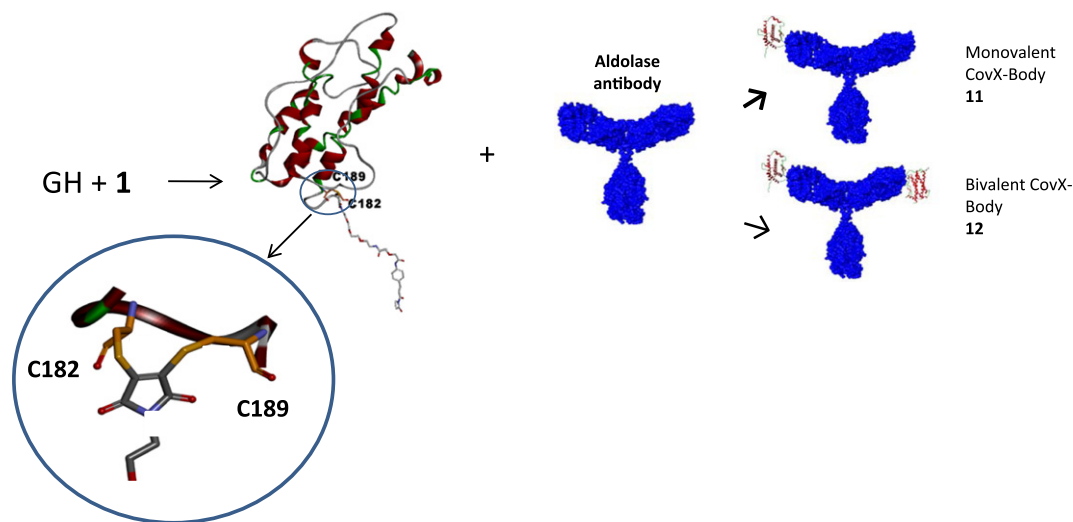 GH + 1
C189
C182
+
Aldolase
antibody
Monovalent
CovX-Body
11
Bivalent CovX-
Body
12
C182
C189